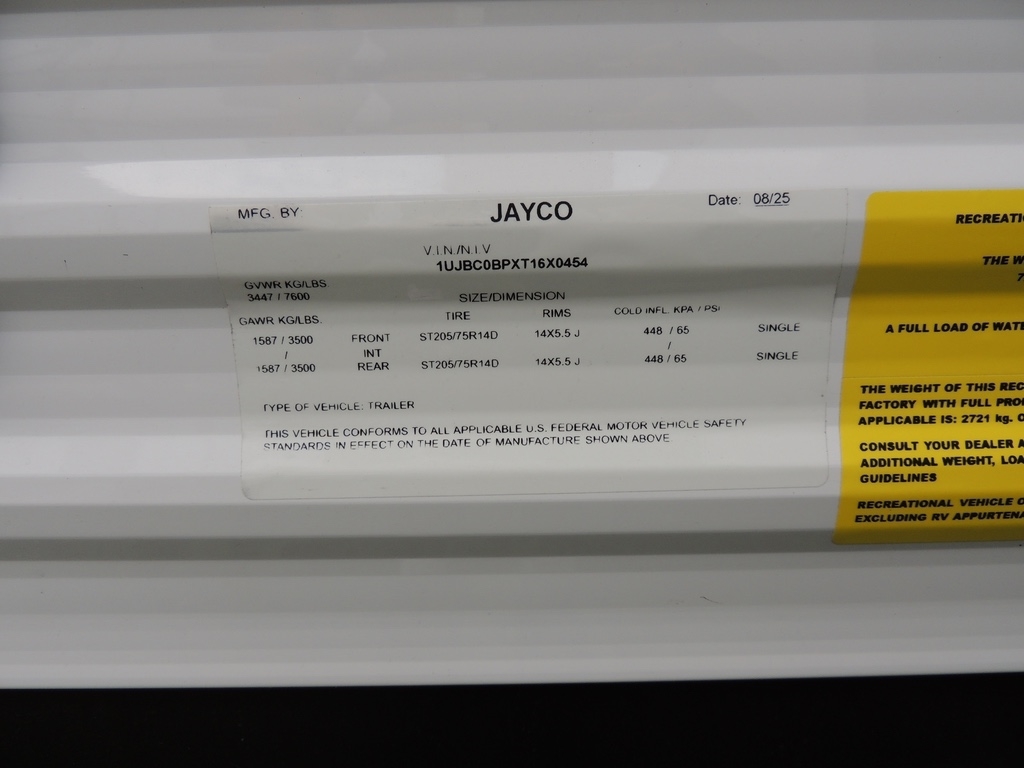 MFG. BY: JAYCO Date: 08/25
V.I.N./N.I.V
1UJBC0BPXT16X0454
GVWR KG/LBS.
3447 / 7600 SIZE/DIMENSION
GAWR KG/LBS. TIRE RIMS COLD INFL. KPA / PSI
1587 / 3500 FRONT ST205/75R14D 14X5.5 J 448 / 65 SINGLE
/ INT /
1587 / 3500 REAR ST205/75R14D 14X5.5 J 448 / 65 SINGLE
TYPE OF VEHICLE: TRAILER
THIS VEHICLE CONFORMS TO ALL APPLICABLE U.S. FEDERAL MOTOR VEHICLE SAFETY
STANDARDS IN EFFECT ON THE DATE OF MANUFACTURE SHOWN ABOVE
RECREATI
THE W
7
A FULL LOAD OF WATE
THE WEIGHT OF THIS REC
FACTORY WITH FULL PRO
APPLICABLE IS: 2721 kg.
CONSULT YOUR DEALER A
ADDITIONAL WEIGHT, LOA
GUIDELINES
RECREATIONAL VEHICLE
EXCLUDING RV APPURTENA